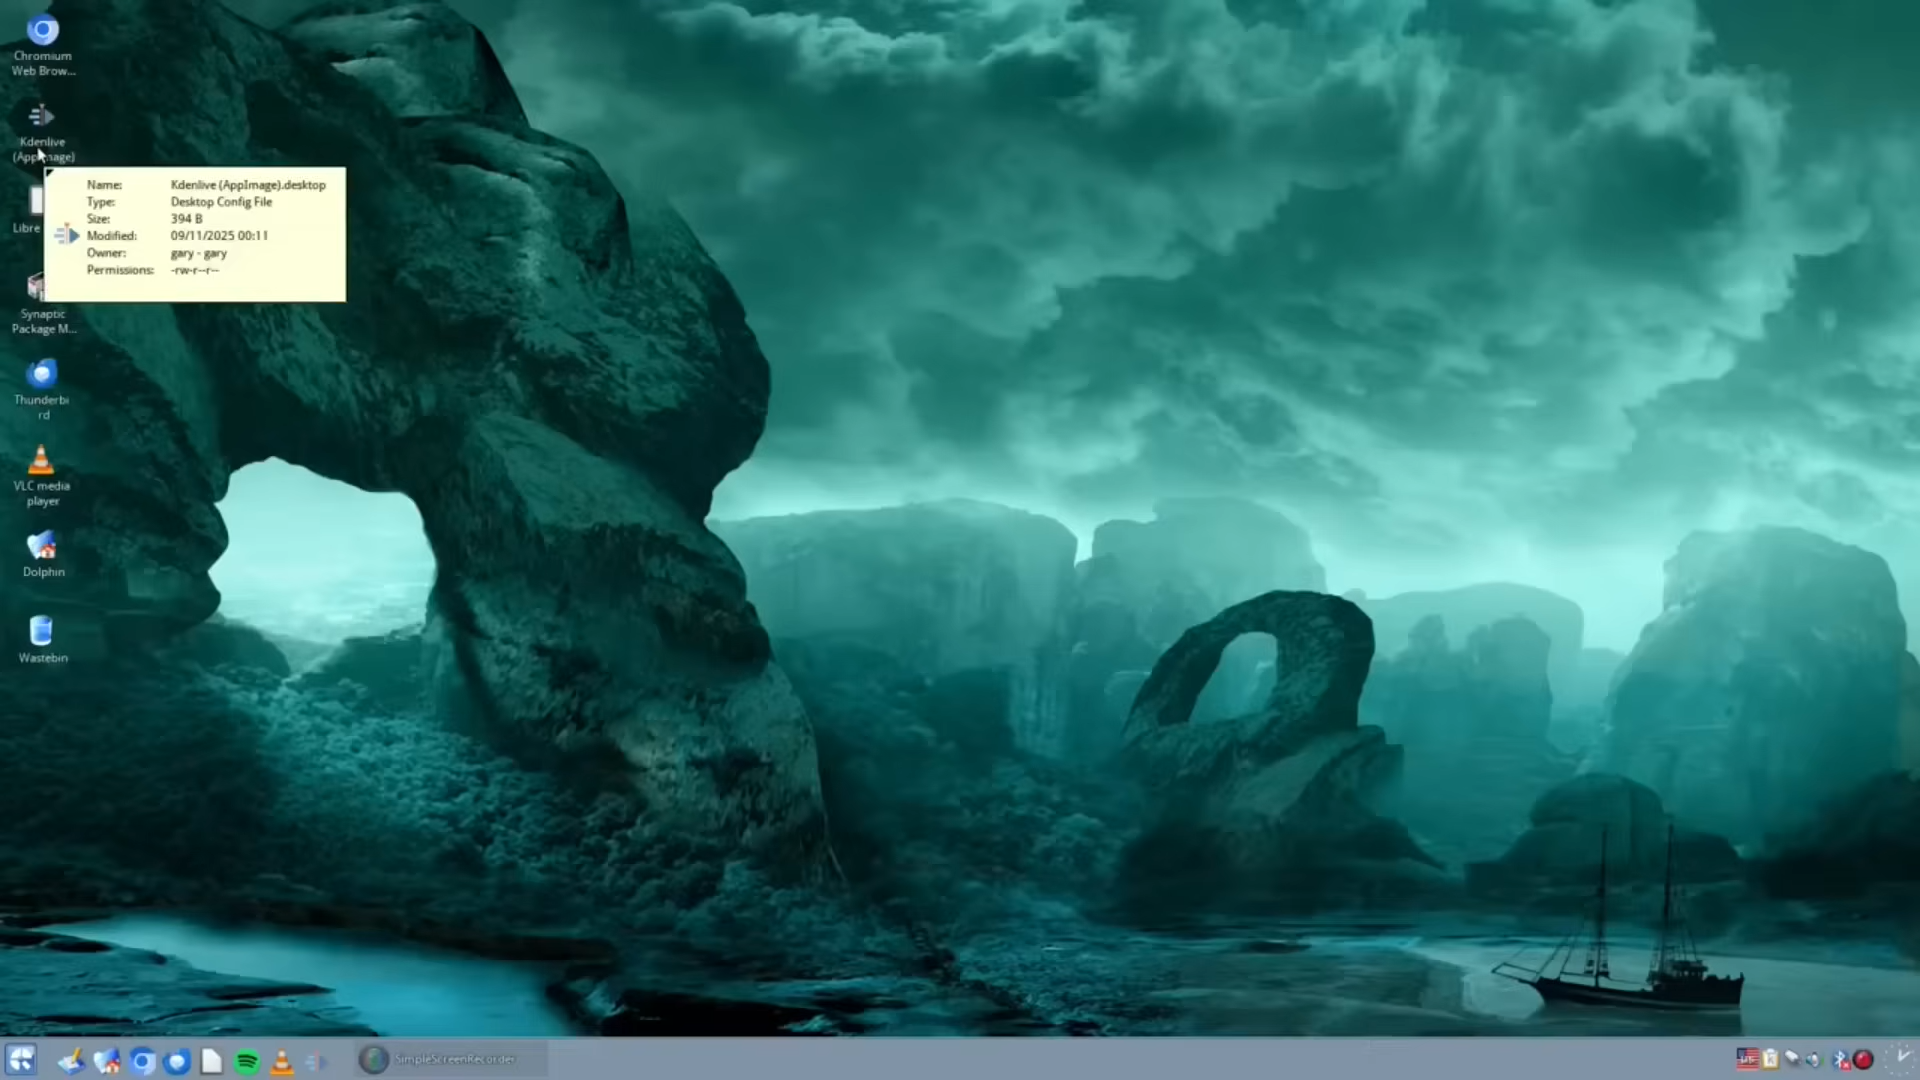 Chromium
Web Brow...
Kdenlive
(AppImage)
Name: Kdenlive (AppImage).desktop
Type: Desktop Config File
Size: 394 B
Modified: 09/11/2025 00:11
Owner: gary - gary
Permissions: -rw-r--r--
Libre
Synaptic
Package M...
Thunderbi
rd
VLC media
player
Dolphin
Wastebin
SimpleScreenRecorder